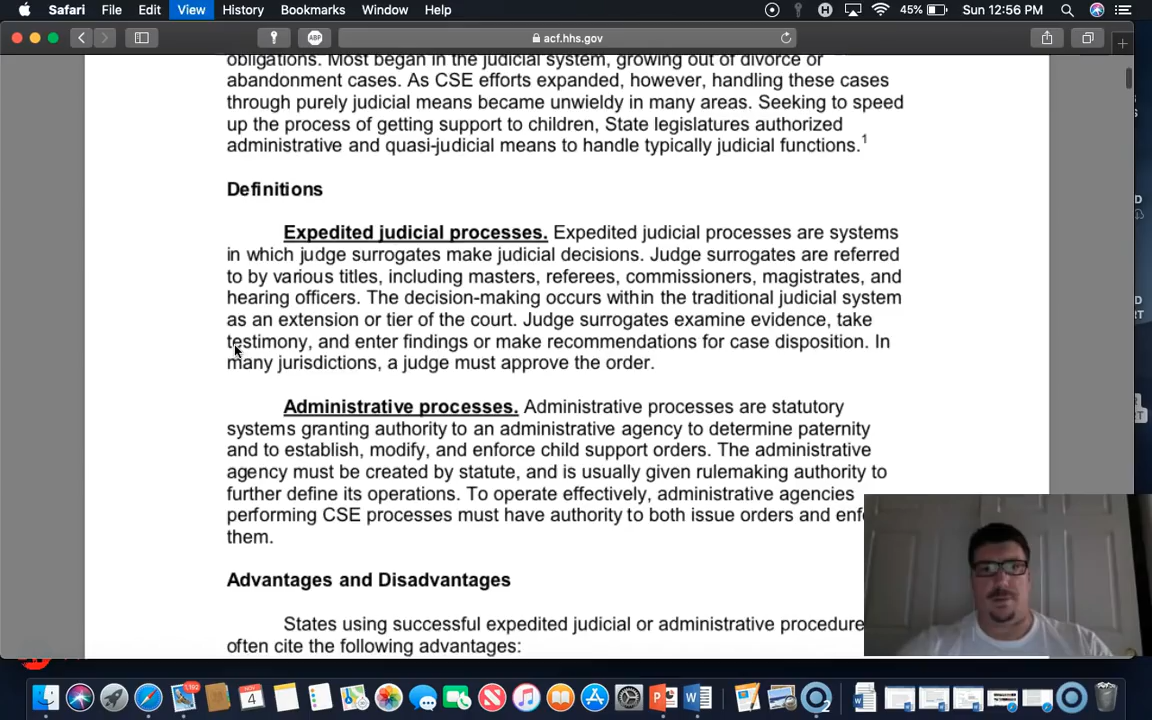 Safari File Edit View History Bookmarks Window Help 45% Sun 12:56 PM
ABP acf.hhs.gov
obligations. Most began in the judicial system, growing out of divorce or
abandonment cases. As CSE efforts expanded, however, handling these cases
through purely judicial means became unwieldy in many areas. Seeking to speed
up the process of getting support to children, State legislatures authorized
administrative and quasi-judicial means to handle typically judicial functions.1
Definitions
Expedited judicial processes. Expedited judicial processes are systems
in which judge surrogates make judicial decisions. Judge surrogates are referred
to by various titles, including masters, referees, commissioners, magistrates, and
hearing officers. The decision-making occurs within the traditional judicial system
as an extension or tier of the court. Judge surrogates examine evidence, take
testimony, and enter findings or make recommendations for case disposition. In
many jurisdictions, a judge must approve the order.
Administrative processes. Administrative processes are statutory
systems granting authority to an administrative agency to determine paternity
and to establish, modify, and enforce child support orders. The administrative
agency must be created by statute, and is usually given rulemaking authority to
further define its operations. To operate effectively, administrative agencies
performing CSE processes must have authority to both issue orders and enf
them.
Advantages and Disadvantages
States using successful expedited judicial or administrative procedure
often cite the following advantages: